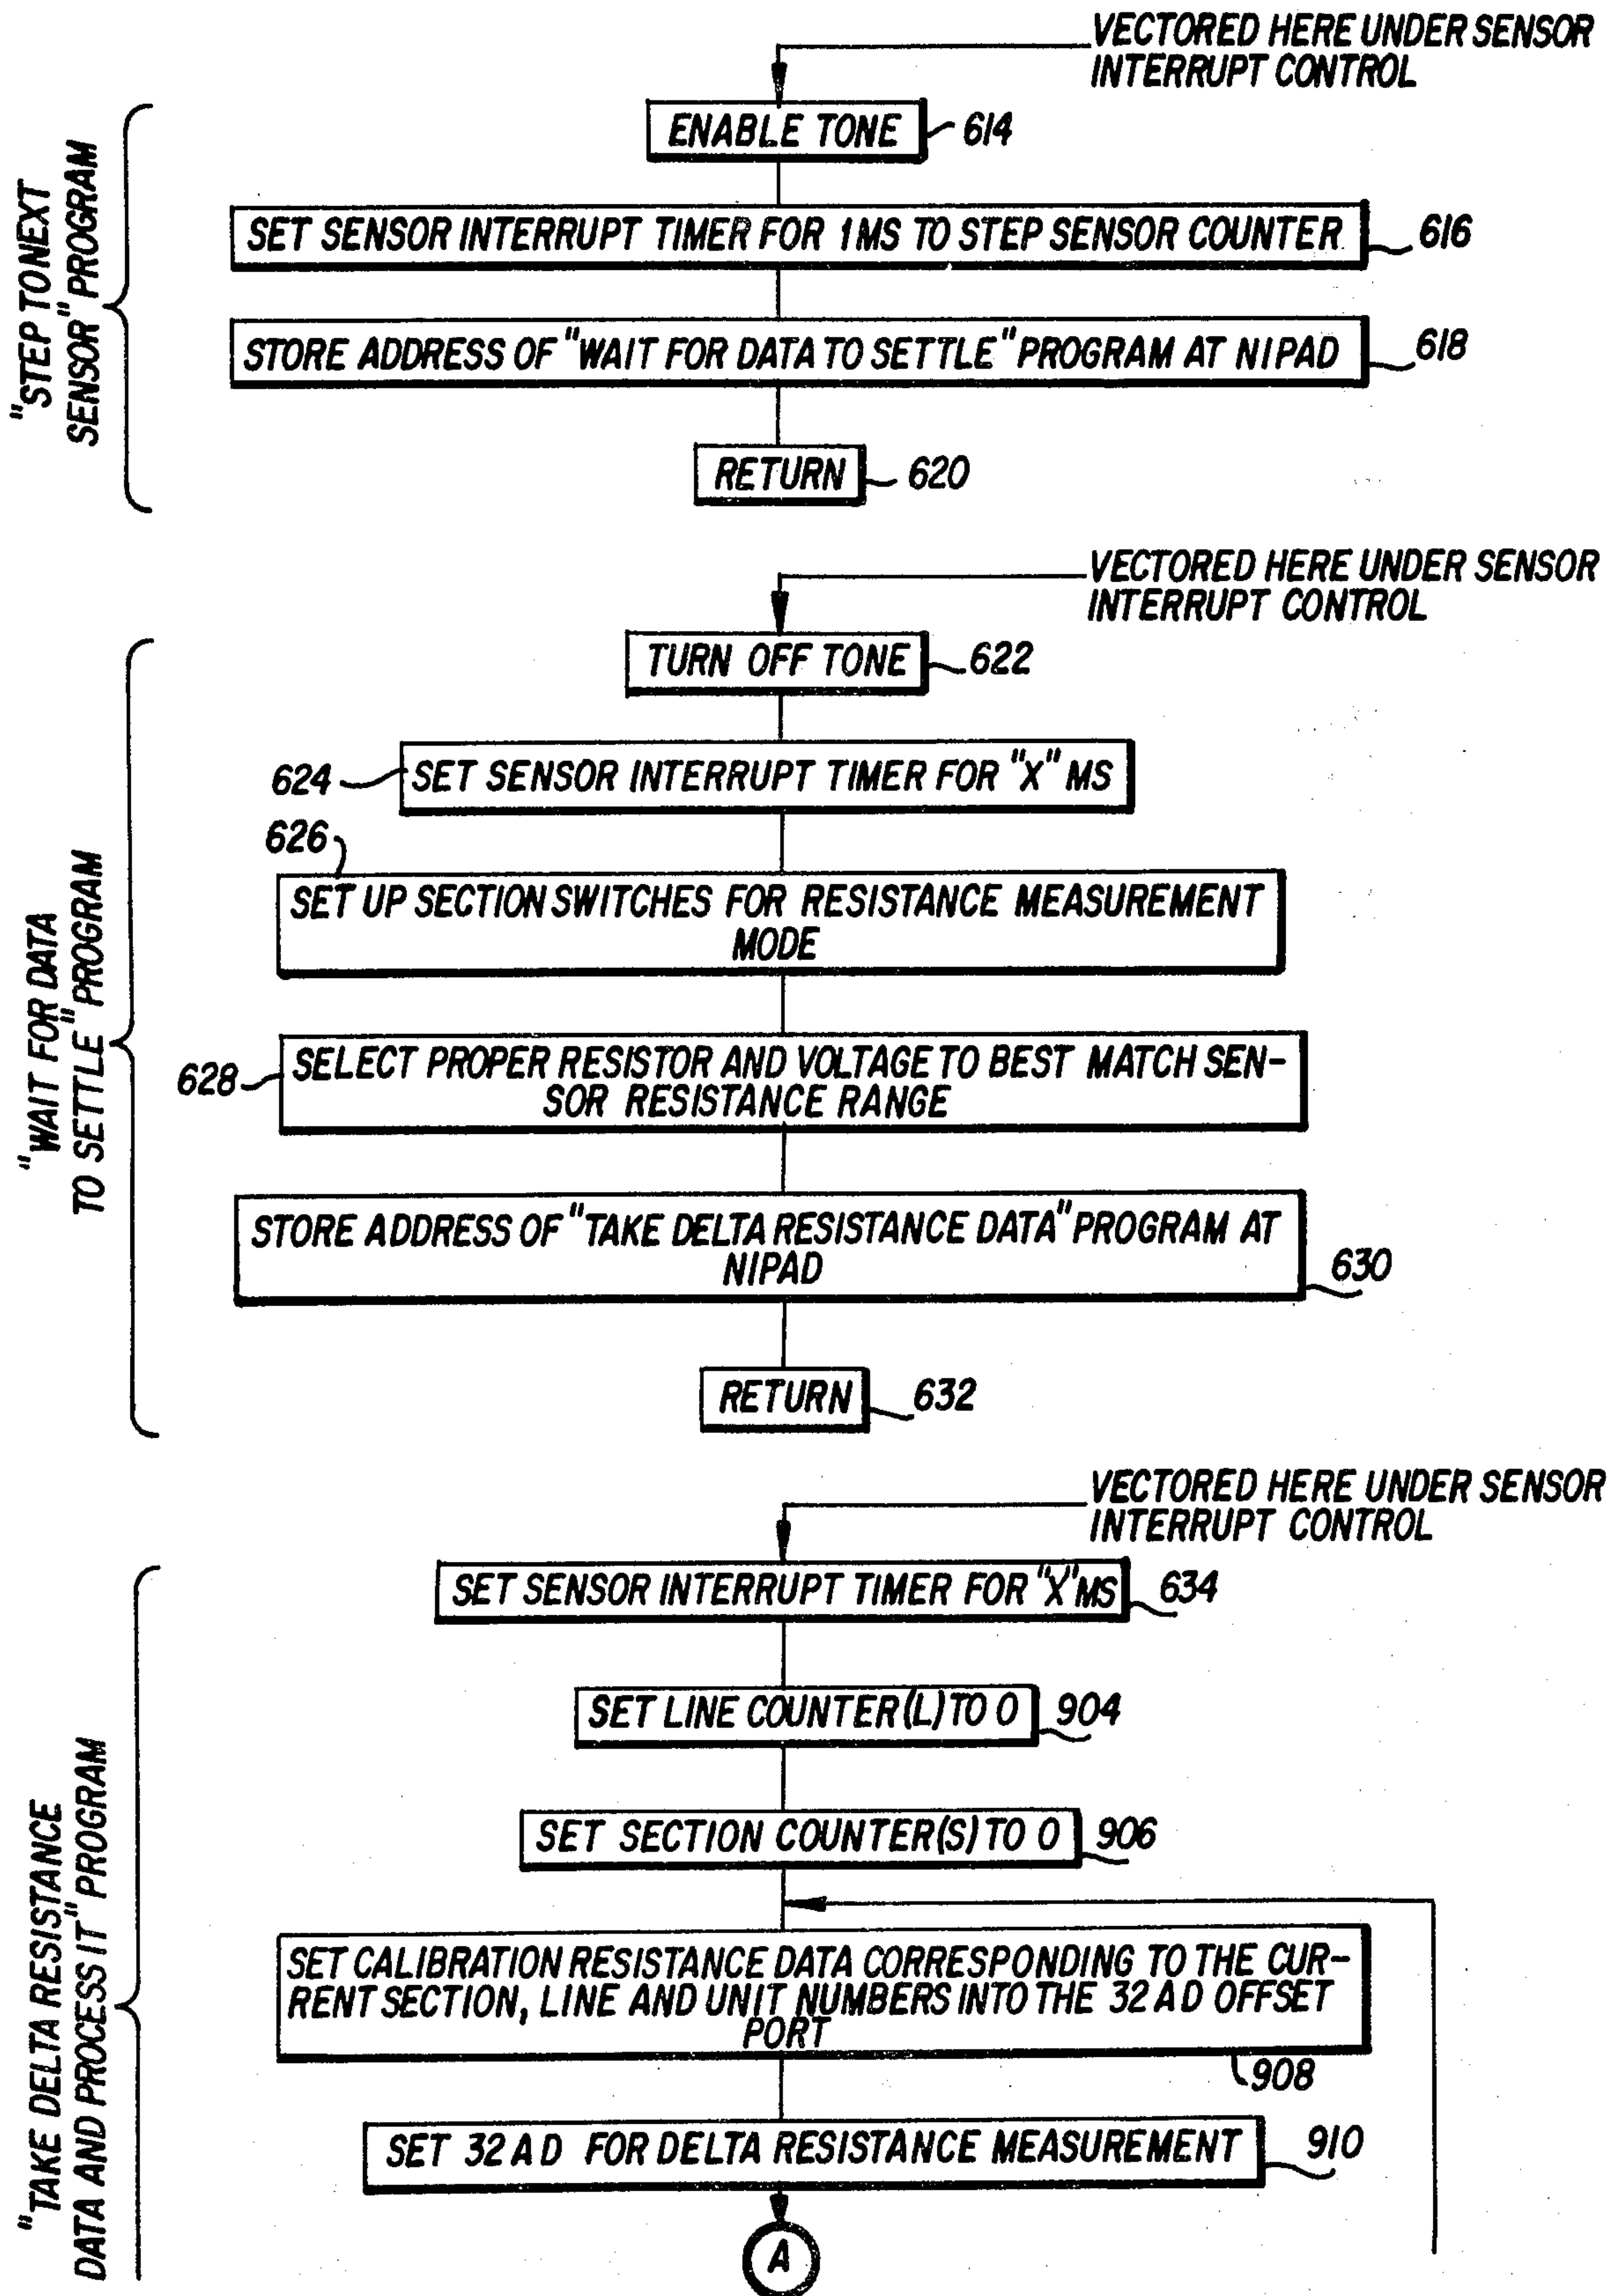 VECTORED HERE UNDER SENSOR
INTERRUPT CONTROL
"STEP TO NEXT
SENSOR" PROGRAM
ENABLE TONE 614
SET SENSOR INTERRUPT TIMER FOR 1MS TO STEP SENSOR COUNTER 616
STORE ADDRESS OF "WAIT FOR DATA TO SETTLE" PROGRAM AT NIPAD 618
RETURN 620
VECTORED HERE UNDER SENSOR
INTERRUPT CONTROL
"WAIT FOR DATA
TO SETTLE" PROGRAM
TURN OFF TONE 622
624 SET SENSOR INTERRUPT TIMER FOR "X" MS
626
SET UP SECTION SWITCHES FOR RESISTANCE MEASUREMENT
MODE
628 SELECT PROPER RESISTOR AND VOLTAGE TO BEST MATCH SEN-
SOR RESISTANCE RANGE
STORE ADDRESS OF "TAKE DELTA RESISTANCE DATA" PROGRAM AT
NIPAD 630
RETURN 632
VECTORED HERE UNDER SENSOR
INTERRUPT CONTROL
"TAKE DELTA RESISTANCE
DATA AND PROCESS IT" PROGRAM
SET SENSOR INTERRUPT TIMER FOR "X" MS 634
SET LINE COUNTER (L) TO 0 904
SET SECTION COUNTER (S) TO 0 906
SET CALIBRATION RESISTANCE DATA CORRESPONDING TO THE CUR-
RENT SECTION, LINE AND UNIT NUMBERS INTO THE 32 AD OFFSET
PORT
908
SET 32 AD FOR DELTA RESISTANCE MEASUREMENT 910
A